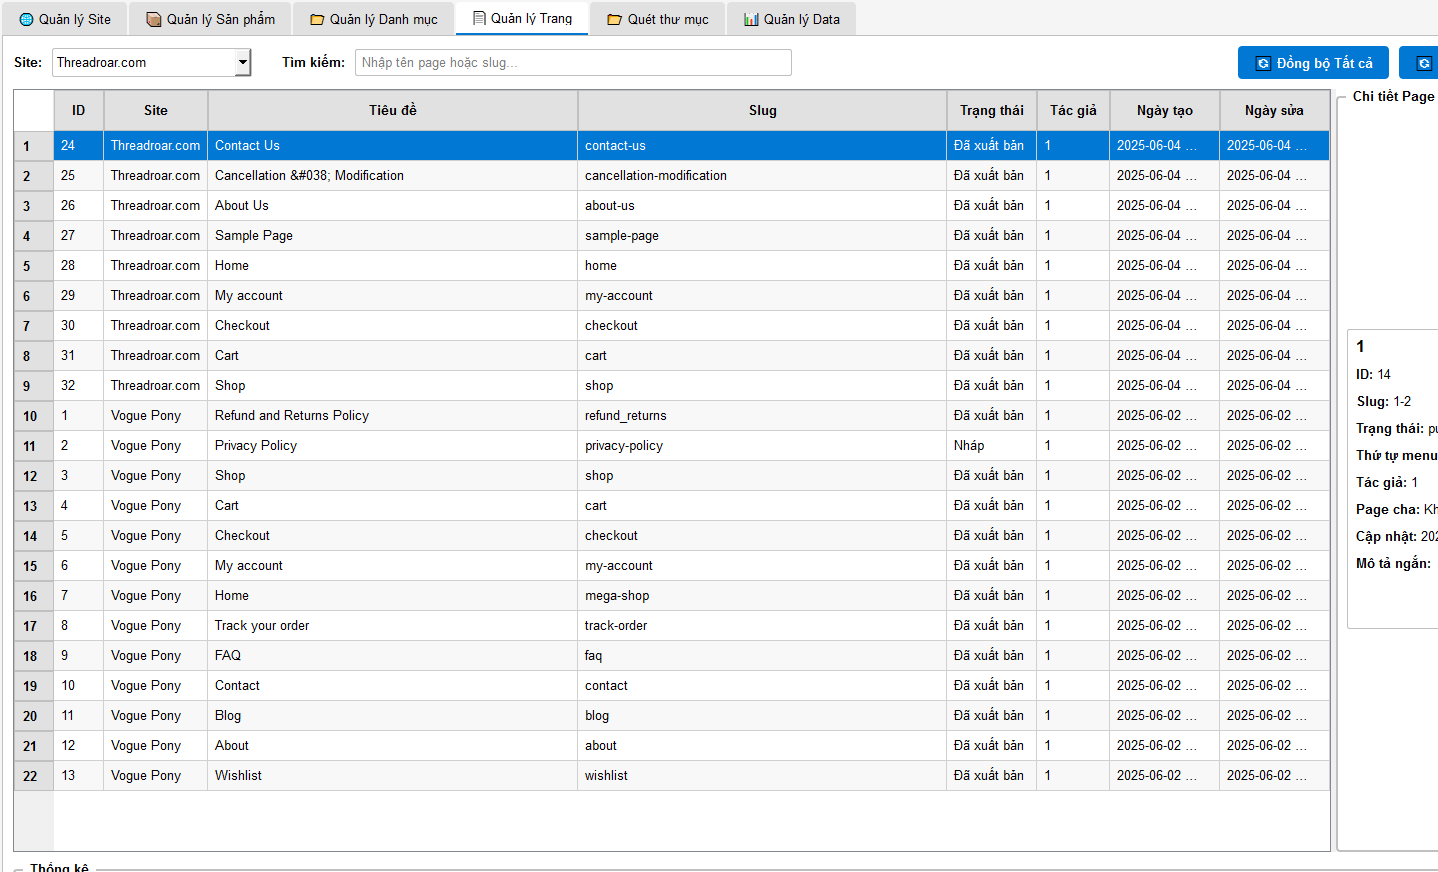 Quản lý Site Quản lý Sản phẩm Quản lý Danh mục Quản lý Trang Quét thư mục Quản lý Data
Site: Threadroar.com Tìm kiếm: Nhập tên page hoặc slug... Đồng bộ Tất cả
ID Site Tiêu đề Slug Trạng thái Tác giả Ngày tạo Ngày sửa
1 24 Threadroar.com Contact Us contact-us Đã xuất bản 1 2025-06-04 ... 2025-06-04 ...
2 25 Threadroar.com Cancellation &#038; Modification cancellation-modification Đã xuất bản 1 2025-06-04 ... 2025-06-04 ...
3 26 Threadroar.com About Us about-us Đã xuất bản 1 2025-06-04 ... 2025-06-04 ...
4 27 Threadroar.com Sample Page sample-page Đã xuất bản 1 2025-06-04 ... 2025-06-04 ...
5 28 Threadroar.com Home home Đã xuất bản 1 2025-06-04 ... 2025-06-04 ...
6 29 Threadroar.com My account my-account Đã xuất bản 1 2025-06-04 ... 2025-06-04 ...
7 30 Threadroar.com Checkout checkout Đã xuất bản 1 2025-06-04 ... 2025-06-04 ...
8 31 Threadroar.com Cart cart Đã xuất bản 1 2025-06-04 ... 2025-06-04 ...
9 32 Threadroar.com Shop shop Đã xuất bản 1 2025-06-04 ... 2025-06-04 ...
10 1 Vogue Pony Refund and Returns Policy refund_returns Đã xuất bản 1 2025-06-02 ... 2025-06-02 ...
11 2 Vogue Pony Privacy Policy privacy-policy Nháp 1 2025-06-02 ... 2025-06-02 ...
12 3 Vogue Pony Shop shop Đã xuất bản 1 2025-06-02 ... 2025-06-02 ...
13 4 Vogue Pony Cart cart Đã xuất bản 1 2025-06-02 ... 2025-06-02 ...
14 5 Vogue Pony Checkout checkout Đã xuất bản 1 2025-06-02 ... 2025-06-02 ...
15 6 Vogue Pony My account my-account Đã xuất bản 1 2025-06-02 ... 2025-06-02 ...
16 7 Vogue Pony Home mega-shop Đã xuất bản 1 2025-06-02 ... 2025-06-02 ...
17 8 Vogue Pony Track your order track-order Đã xuất bản 1 2025-06-02 ... 2025-06-02 ...
18 9 Vogue Pony FAQ faq Đã xuất bản 1 2025-06-02 ... 2025-06-02 ...
19 10 Vogue Pony Contact contact Đã xuất bản 1 2025-06-02 ... 2025-06-02 ...
20 11 Vogue Pony Blog blog Đã xuất bản 1 2025-06-02 ... 2025-06-02 ...
21 12 Vogue Pony About about Đã xuất bản 1 2025-06-02 ... 2025-06-02 ...
22 13 Vogue Pony Wishlist wishlist Đã xuất bản 1 2025-06-02 ... 2025-06-02 ...
Chi tiết Page
1
ID: 14
Slug: 1-2
Trạng thái:
Thứ tự menu
Tác giả: 1
Page cha:
Cập nhật:
Mô tả ngắn:
Thống kê